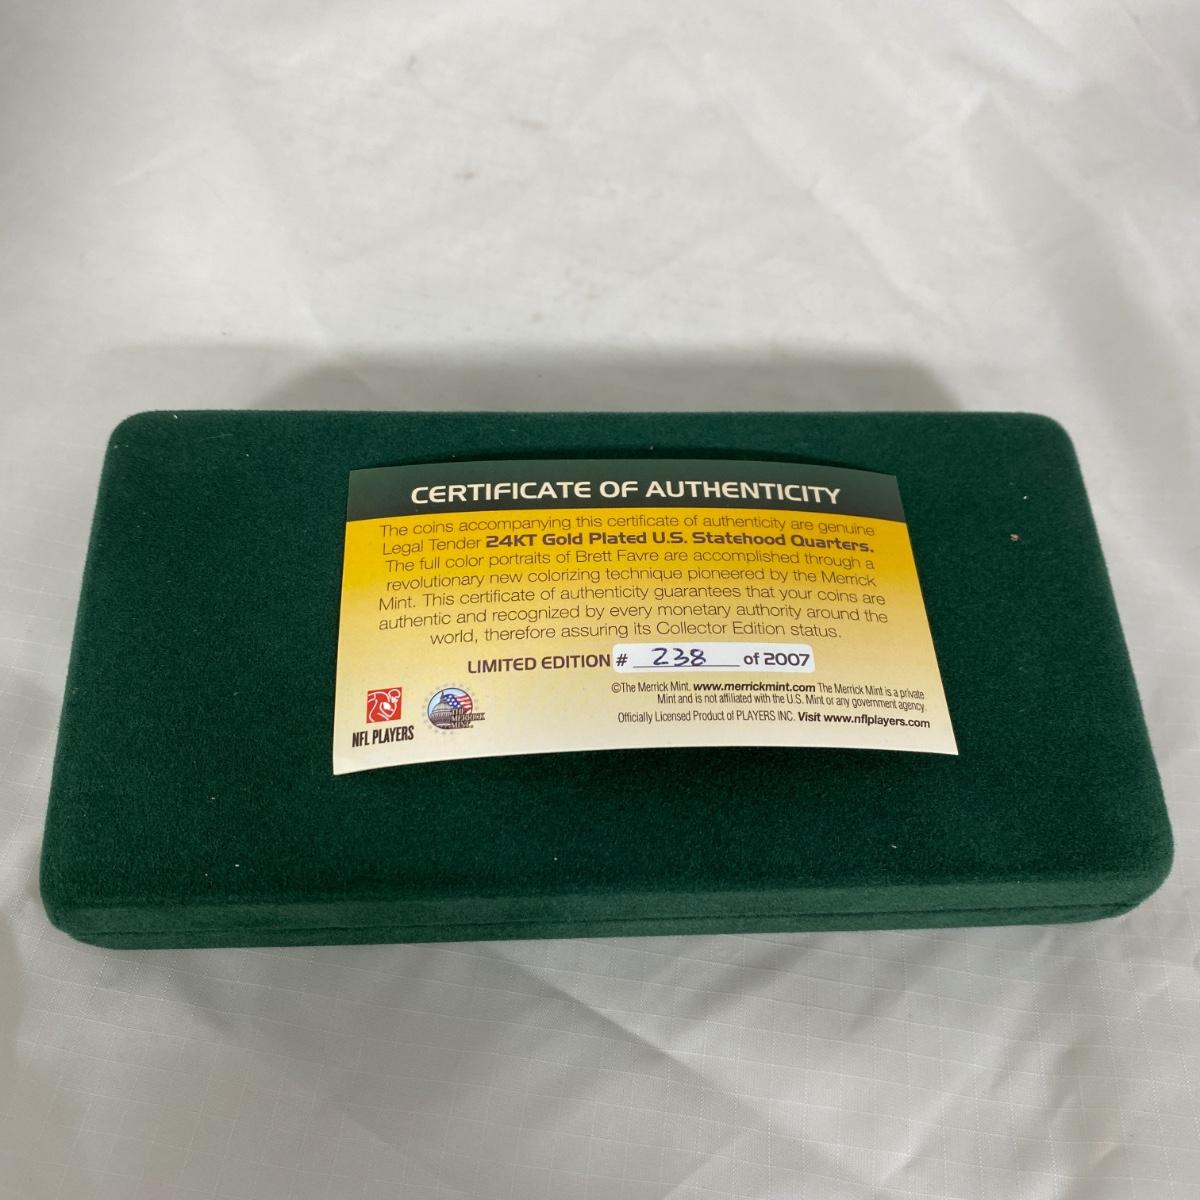 CERTIFICATE OF AUTHENTICITY
The coins accompanying this certificate of authenticity are genuine
Legal Tender 24KT Gold Plated U.S. Statehood Quarters.
The full color portraits of Brett Favre are accomplished through a
revolutionary new colorizing technique pioneered by the Merrick
Mint. This certificate of authenticity guarantees that your coins are
authentic and recognized by every monetary authority around the
world, therefore assuring its Collector Edition status.
LIMITED EDITION # 238 of 2007
©The Merrick Mint. www.merrickmint.com The Merrick Mint is a private
Mint and is not affiliated with the U.S. Mint or any government agency.
Officially Licensed Product of PLAYERS INC. Visit www.nflplayers.com
NFL PLAYERS
THE
MERRICK
MINT